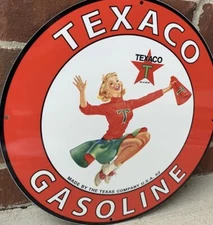 TEXACO
TEXACO
T
T
T
MADE BY THE TEXAS COMPANY U.S.A.
GASOLINE